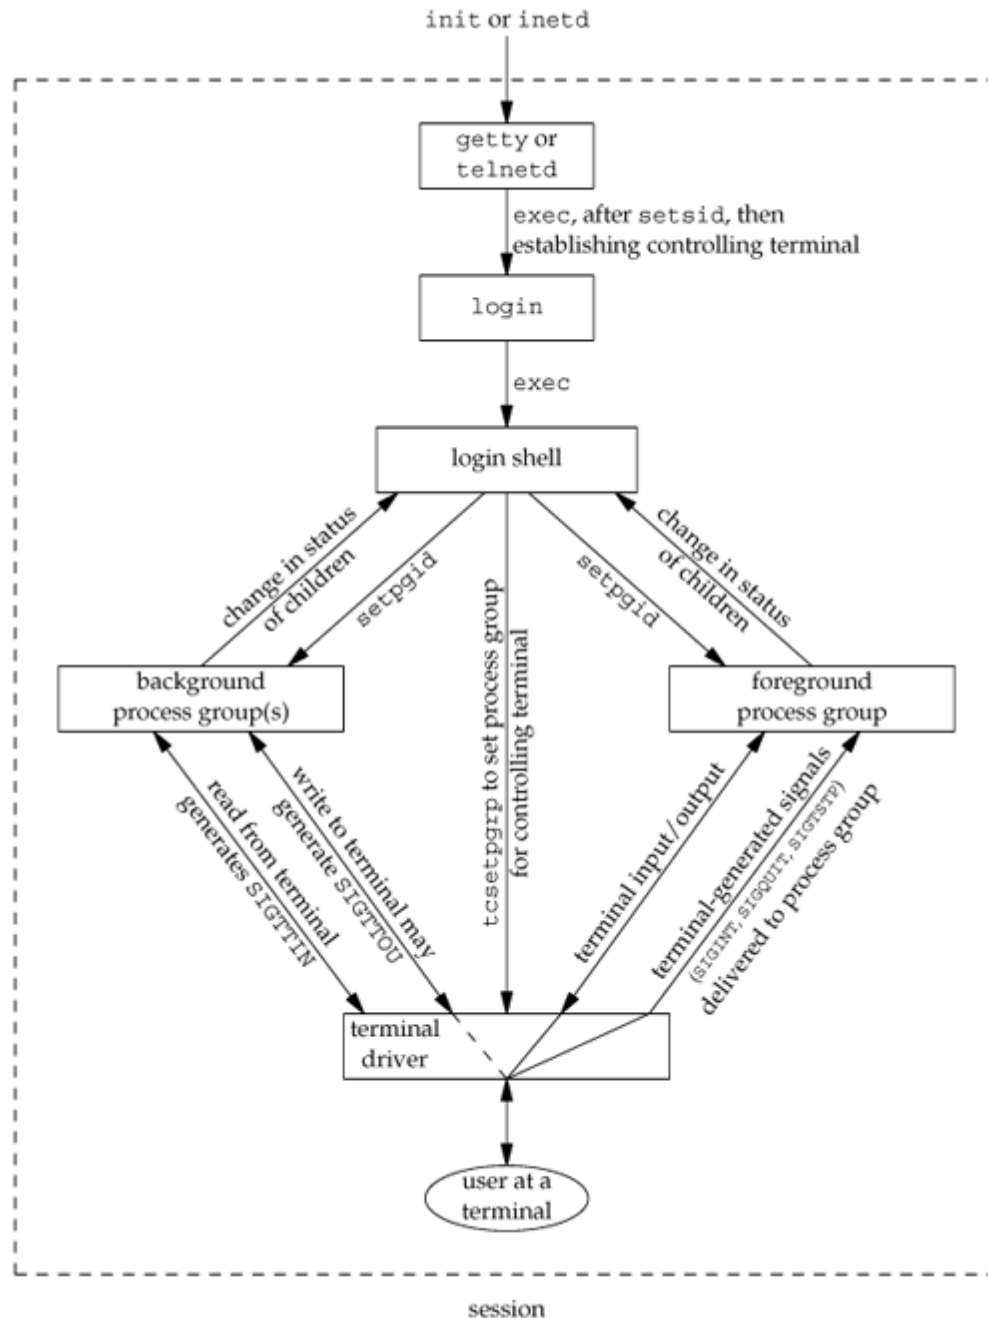 init or inetd
getty or
telnetd
exec, after setsid, then
establishing controlling terminal
login
exec
login shell
change in status
of children
setpgid
tcsetpgrp to set process group
for controlling terminal
setpgid
change in status
of children
background
process group(s)
foreground
process group
read from terminal
generates SIGTTIN
write to terminal may
generate SIGTTOU
terminal input/output
terminal-generated signals
(SIGINT, SIGQUIT, SIGTSTP)
delivered to process group
terminal
driver
user at a
terminal
session